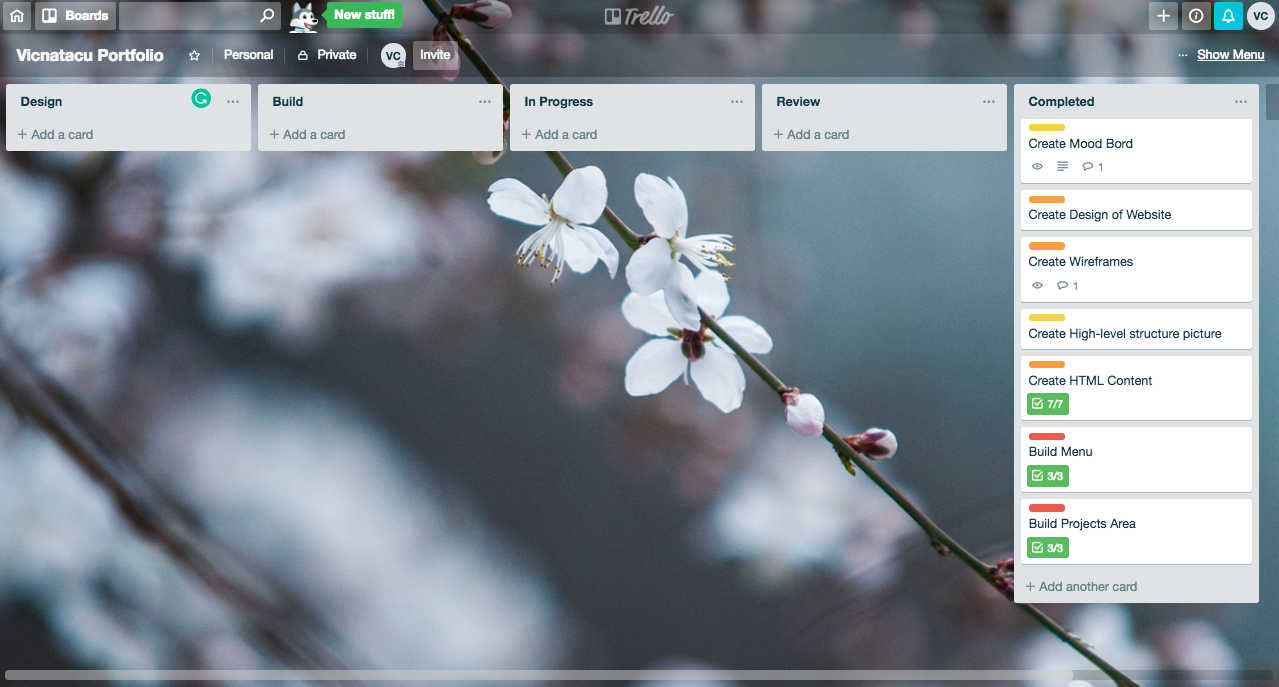 Boards
New stuff!
Trello
VC
Vicnatacu Portfolio
Personal
Private
VC
Invite
... Show Menu
Design ...
+ Add a card
Build ...
+ Add a card
In Progress ...
+ Add a card
Review ...
+ Add a card
Completed ...
Create Mood Bord
1
Create Design of Website
Create Wireframes
1
Create High-level structure picture
Create HTML Content
7/7
Build Menu
3/3
Build Projects Area
3/3
+ Add another card